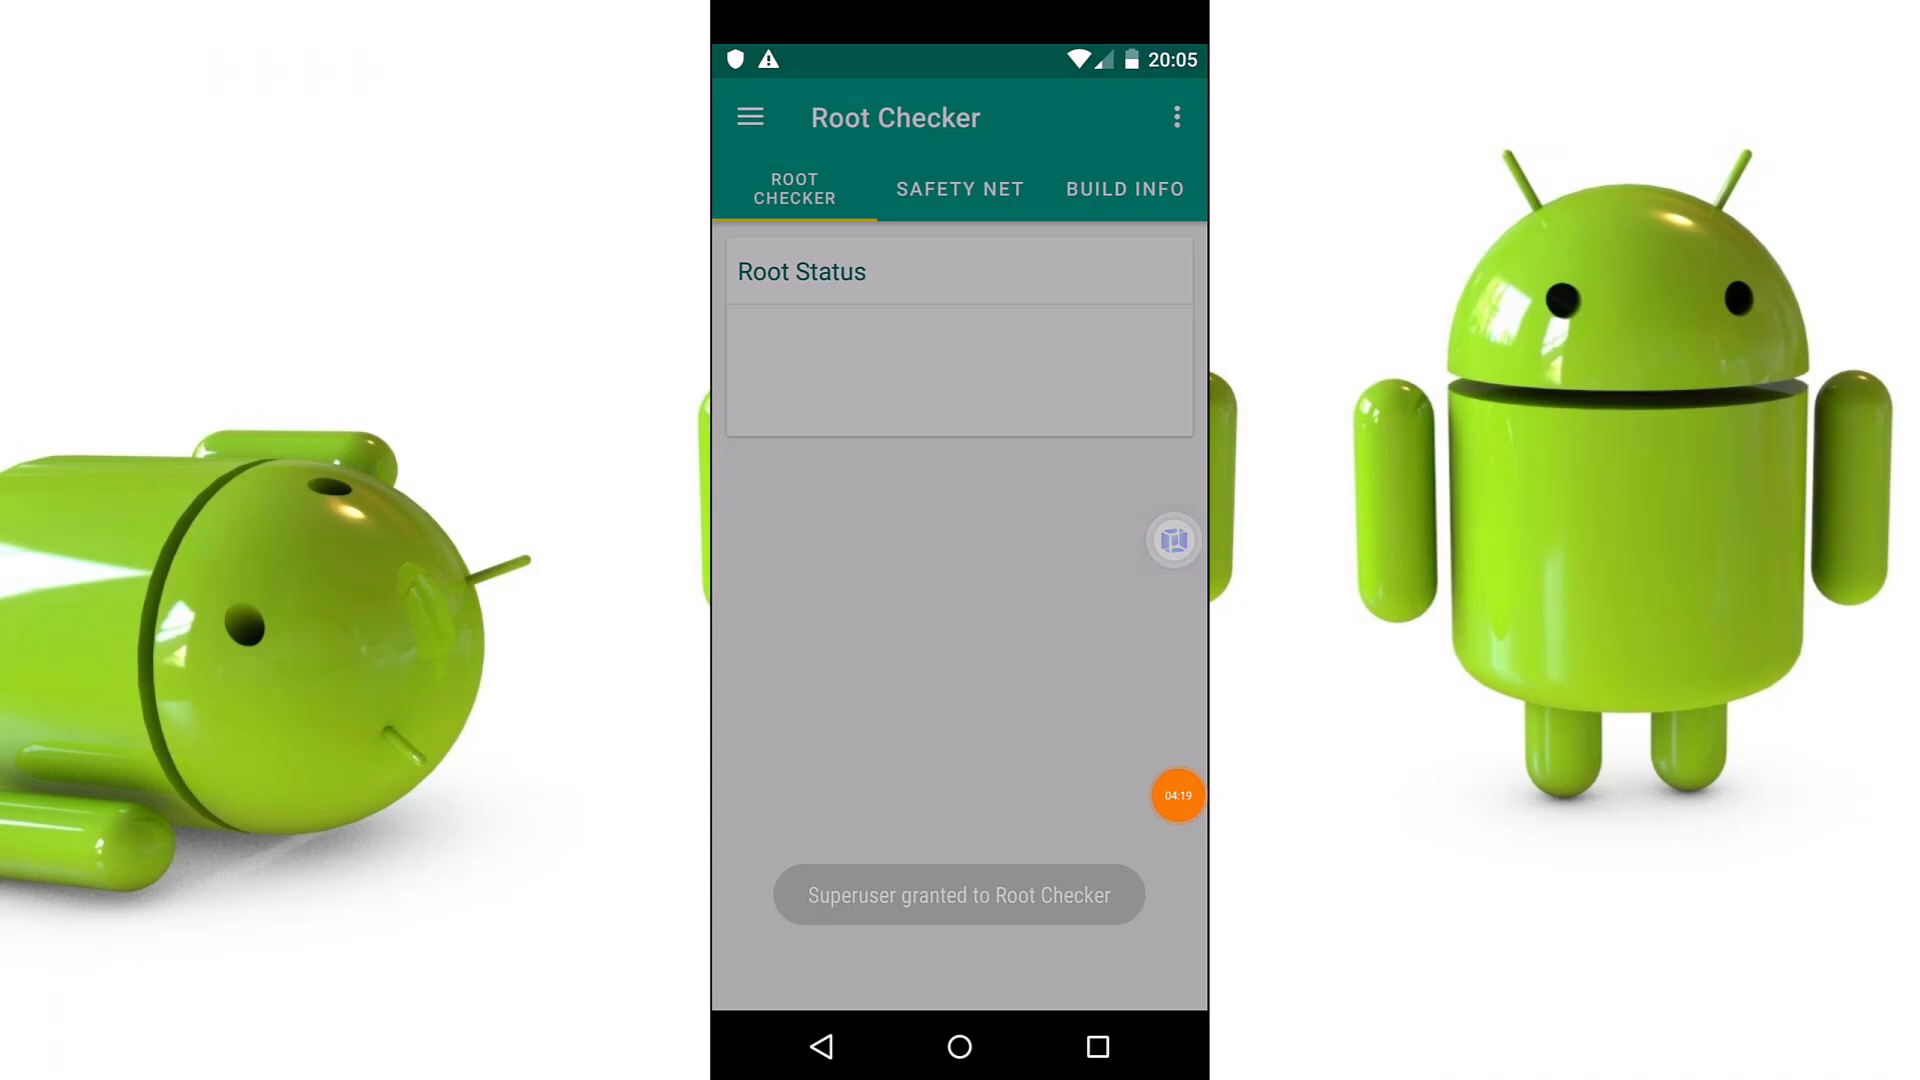 20:05
Root Checker
ROOT
CHECKER
SAFETY NET
BUILD INFO
Root Status
04:19
Superuser granted to Root Checker